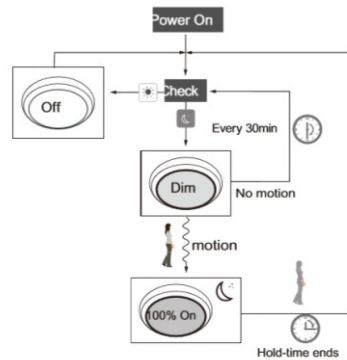 Power On
Check
Off
Every 30min
Dim
No motion
motion
100% On
Hold-time ends